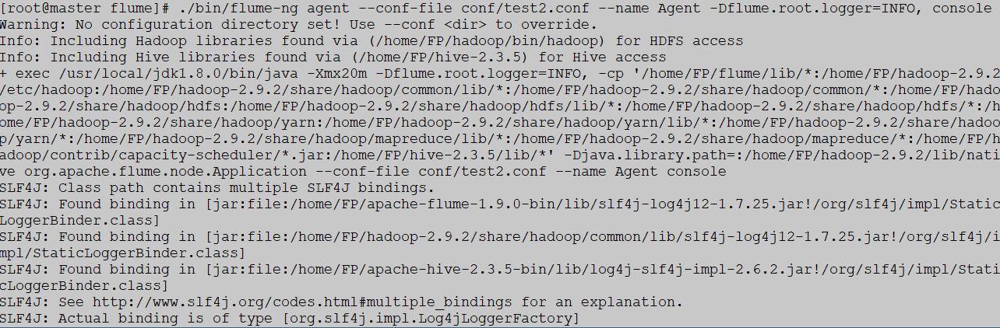 [root@master flume]# ./bin/flume-ng agent --conf-file conf/test2.conf --name Agent -Dflume.root.logger=INFO, console
Warning: No configuration directory set! Use --conf <dir> to override.
Info: Including Hadoop libraries found via (/home/FP/hadoop/bin/hadoop) for HDFS access
Info: Including Hive libraries found via (/home/FP/hive-2.3.5) for Hive access
+ exec /usr/local/jdk1.8.0/bin/java -Xmx20m -Dflume.root.logger=INFO, -cp '/home/FP/flume/lib/*:/home/FP/hadoop-2.9.2
/etc/hadoop:/home/FP/hadoop-2.9.2/share/hadoop/common/lib/*:/home/FP/hadoop-2.9.2/share/hadoop/common/*:/home/FP/hado
op-2.9.2/share/hadoop/hdfs:/home/FP/hadoop-2.9.2/share/hadoop/hdfs/lib/*:/home/FP/hadoop-2.9.2/share/hadoop/hdfs/*:/h
ome/FP/hadoop-2.9.2/share/hadoop/yarn:/home/FP/hadoop-2.9.2/share/hadoop/yarn/lib/*:/home/FP/hadoop-2.9.2/share/hadoo
p/yarn/*:/home/FP/hadoop-2.9.2/share/hadoop/mapreduce/lib/*:/home/FP/hadoop-2.9.2/share/hadoop/mapreduce/*:/home/FP/h
adoop/contrib/capacity-scheduler/*.jar:/home/FP/hive-2.3.5/lib/*' -Djava.library.path=:/home/FP/hadoop-2.9.2/lib/nati
ve org.apache.flume.node.Application --conf-file conf/test2.conf --name Agent console
SLF4J: Class path contains multiple SLF4J bindings.
SLF4J: Found binding in [jar:file:/home/FP/apache-flume-1.9.0-bin/lib/slf4j-log4j12-1.7.25.jar!/org/slf4j/impl/Static
LoggerBinder.class]
SLF4J: Found binding in [jar:file:/home/FP/hadoop-2.9.2/share/hadoop/common/lib/slf4j-log4j12-1.7.25.jar!/org/slf4j/i
mpl/StaticLoggerBinder.class]
SLF4J: Found binding in [jar:file:/home/FP/apache-hive-2.3.5-bin/lib/log4j-slf4j-impl-2.6.2.jar!/org/slf4j/impl/Stati
cLoggerBinder.class]
SLF4J: See http://www.slf4j.org/codes.html#multiple_bindings for an explanation.
SLF4J: Actual binding is of type [org.slf4j.impl.Log4jLoggerFactory]